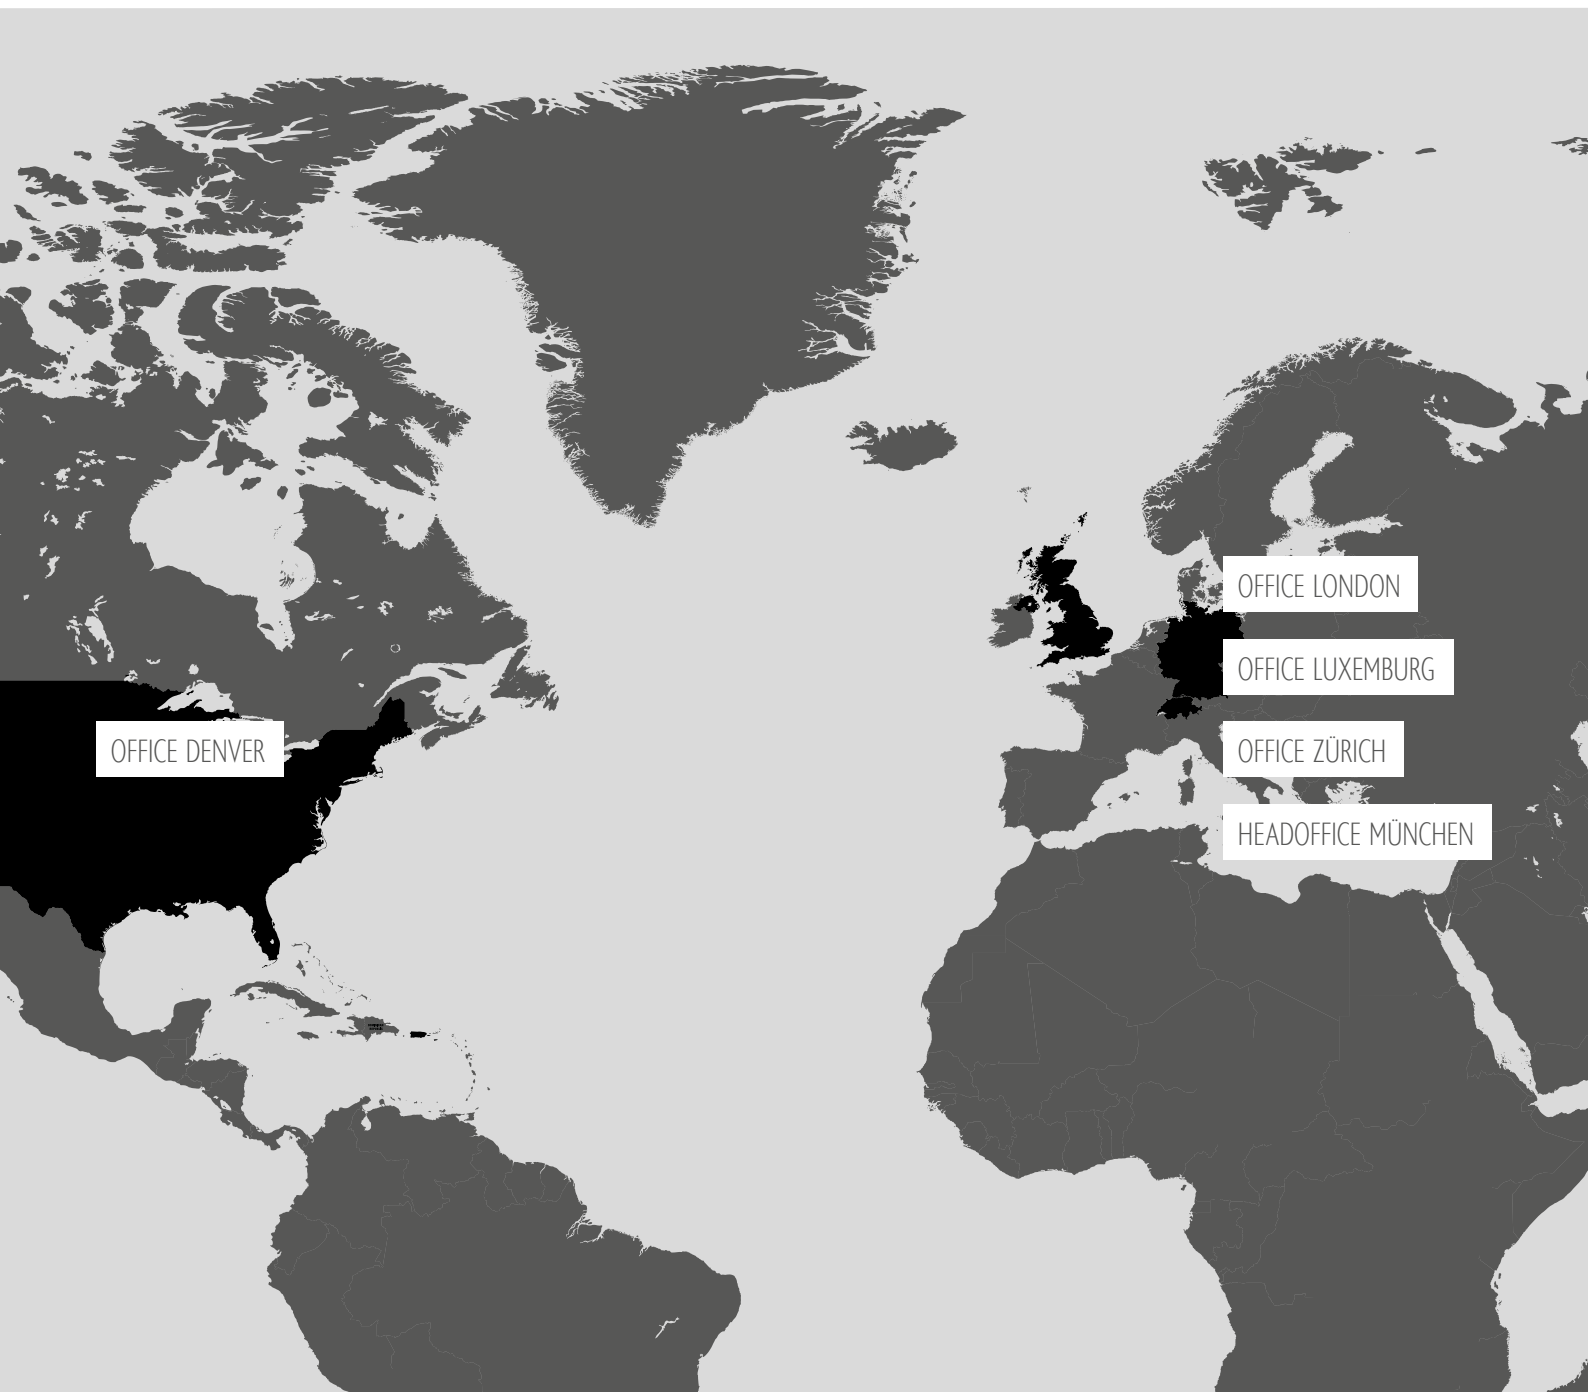 OFFICE LONDON
OFFICE LUXEMBURG
OFFICE DENVER
OFFICE ZÜRICH
HEADOFFICE MÜNCHEN